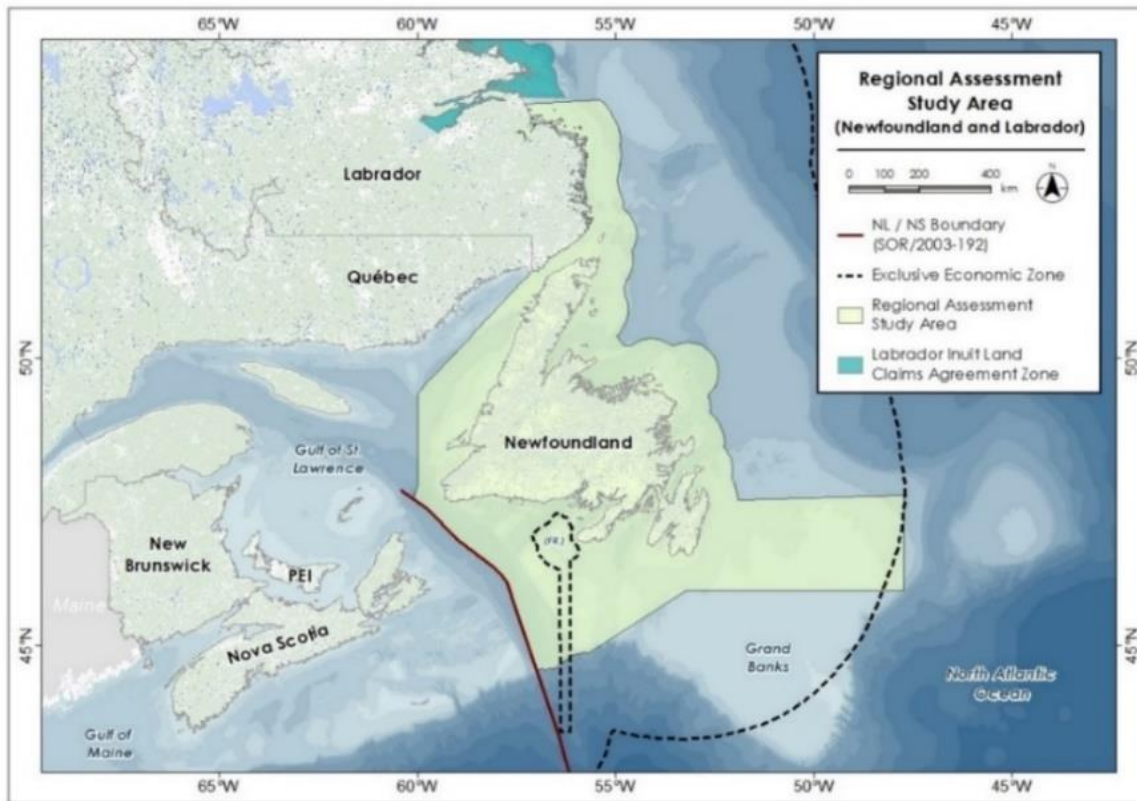 65°W
60°W
55°W
50°W
45°W
Regional Assessment
Study Area
(Newfoundland and Labrador)
0 100 200 400
km
N
NL / NS Boundary
(SOR/2003-192)
Exclusive Economic Zone
Regional Assessment
Study Area
Labrador Inuit Land
Claims Agreement Zone
Labrador
Québec
50°N
50°N
Newfoundland
Gulf of St.
Lawrence
(FR.)
New
Brunswick
PEI
Maine
Nova Scotia
45°N
45°N
Grand
Banks
North Atlantic
Ocean
Gulf of
Maine
65°W
60°W
55°W
50°W
45°W